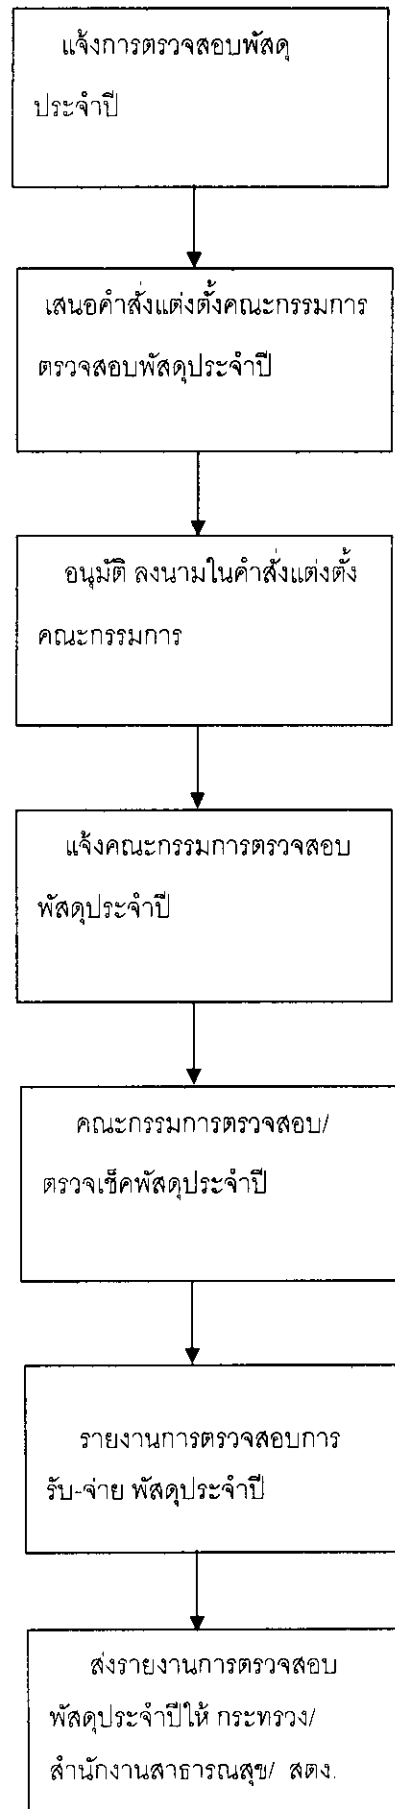 แจ้งการตรวจสอบพัสดุ
ประจำปี
เสนอคำสั่งแต่งตั้งคณะกรรมการ
ตรวจสอบพัสดุประจำปี
อนุมัติ ลงนามในคำสั่งแต่งตั้ง
คณะกรรมการ
แจ้งคณะกรรมการตรวจสอบ
พัสดุประจำปี
คณะกรรมการตรวจสอบ/
ตรวจเช็คพัสดุประจำปี
รายงานการตรวจสอบการ
รับ-จ่าย พัสดุประจำปี
ส่งรายงานการตรวจสอบ
พัสดุประจำปีให้ กระทรวง/
สำนักงานสาธารณสุข/ สตง.